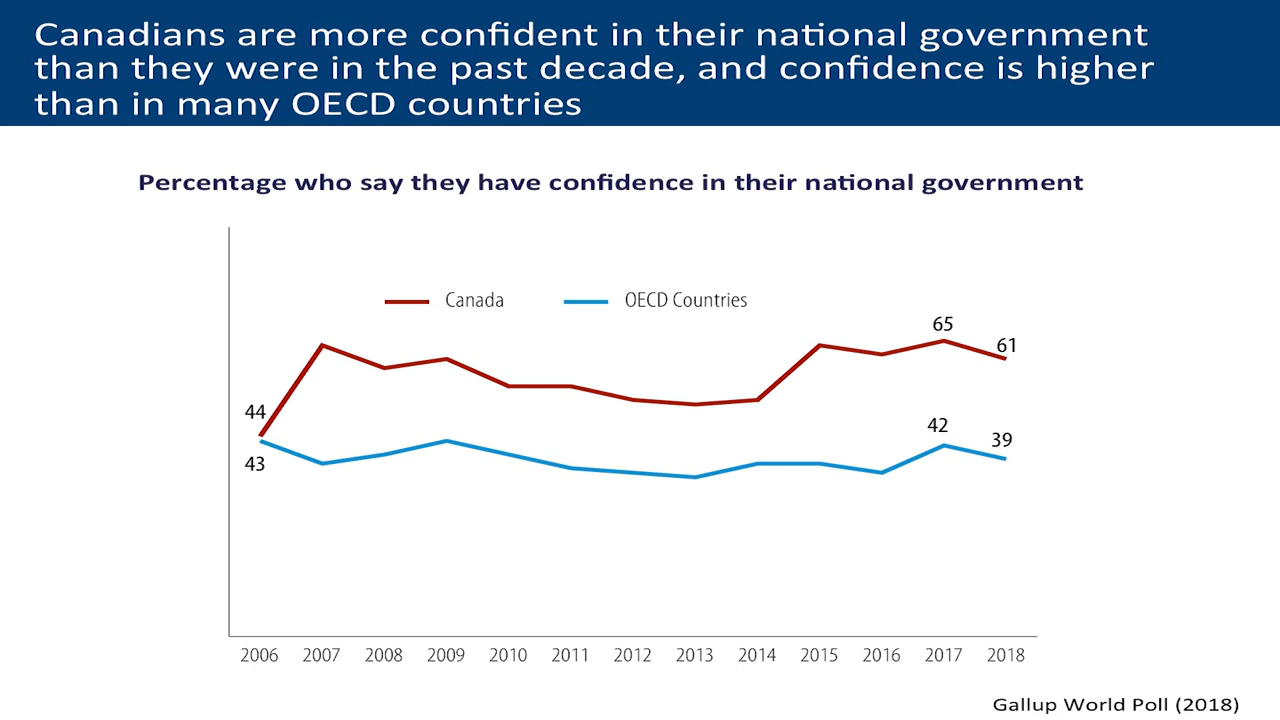 Canadians are more confident in their national government
than they were in the past decade, and confidence is higher
than in many OECD countries
Percentage who say they have confidence in their national government
Canada
OECD Countries
65
61
44
42
39
43
2006 2007 2008 2009 2010 2011 2012 2013 2014 2015 2016 2017 2018
Gallup World Poll (2018)